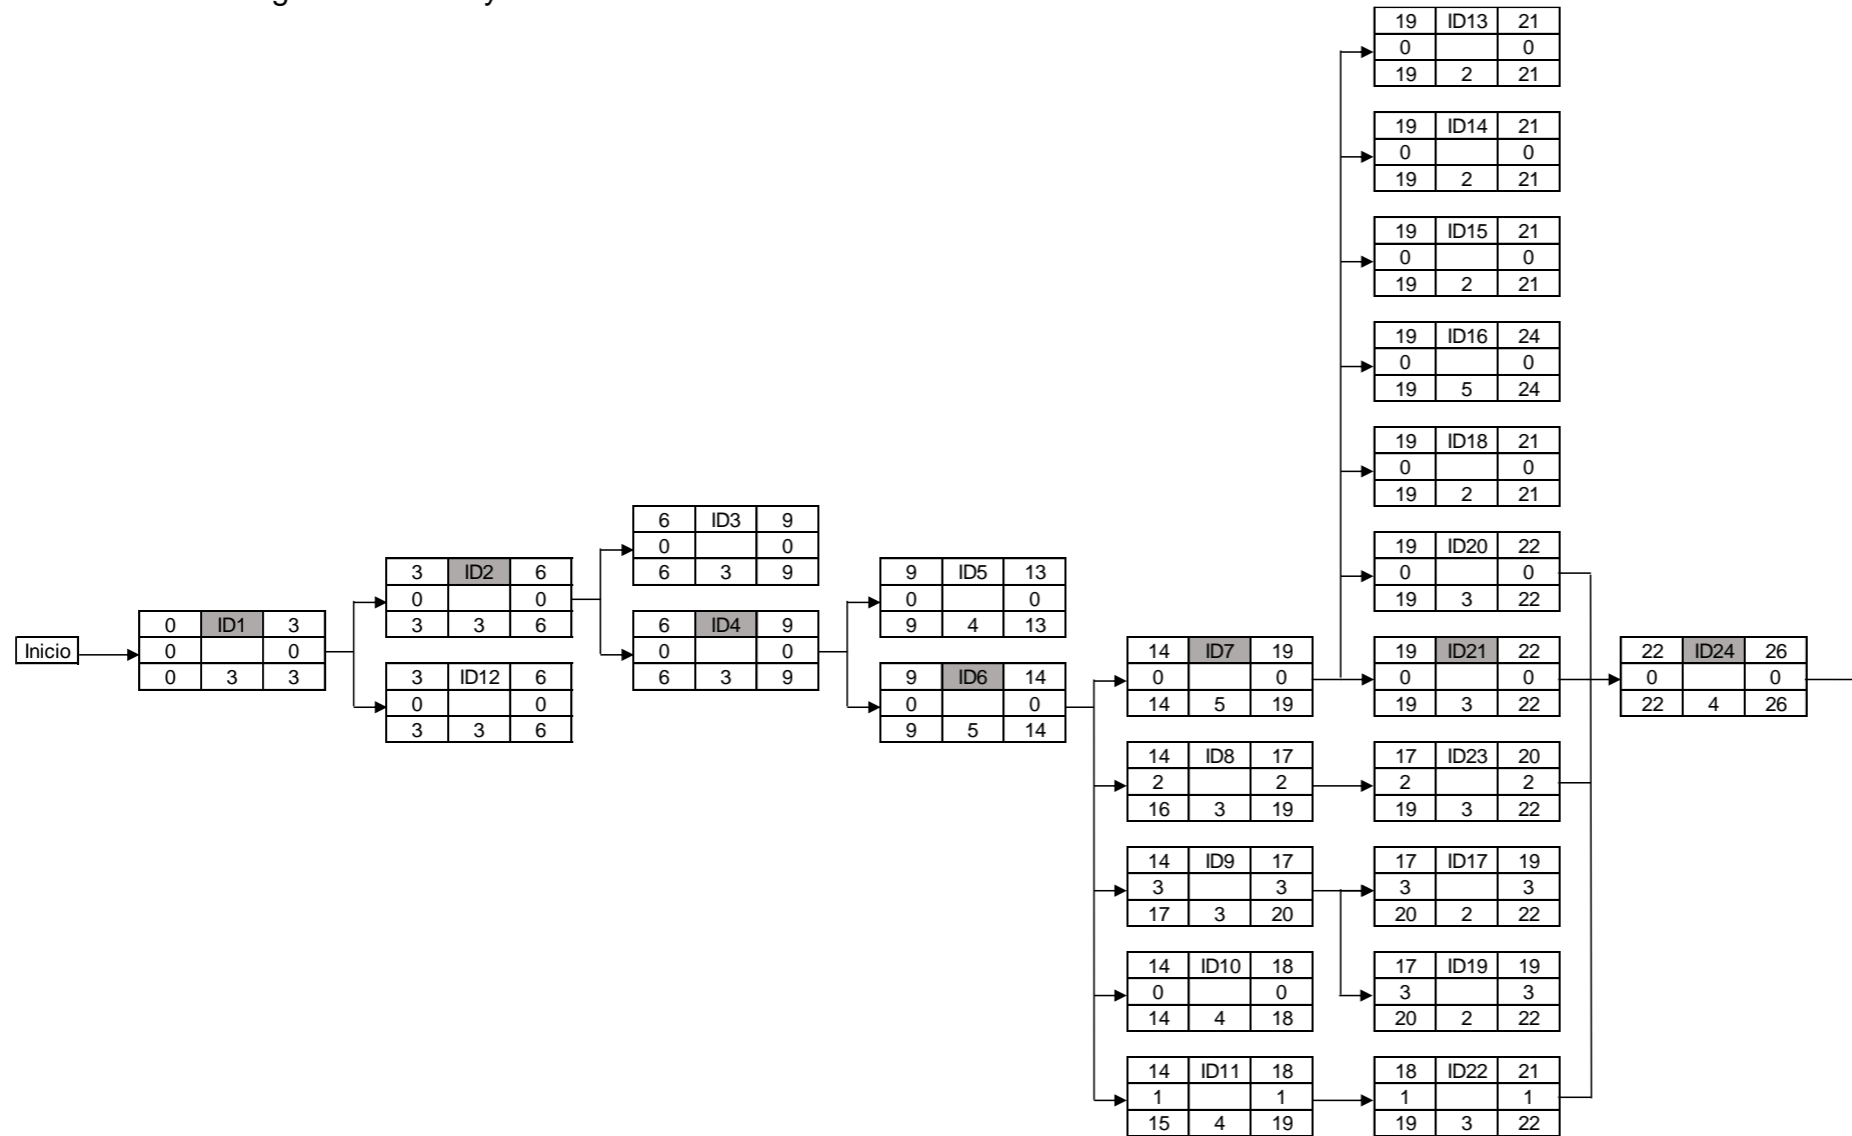 19 ID13 21
0 0
19 2 21
19 ID14 21
0 0
19 2 21
19 ID15 21
0 0
19 2 21
19 ID16 24
0 0
19 5 24
19 ID18 21
0 0
19 2 21
19 ID20 22
0 0
19 3 22
6 ID3 9
0 0
6 3 9
3 ID2 6
0 0
3 3 6
9 ID5 13
0 0
9 4 13
Inicio
0 ID1 3
0 0
0 3 3
6 ID4 9
0 0
6 3 9
3 ID12 6
0 0
3 3 6
9 ID6 14
0 0
9 5 14
14 ID7 19
0 0
14 5 19
19 ID21 22
0 0
19 3 22
22 ID24 26
0 0
22 4 26
14 ID8 17
2 2
16 3 19
17 ID23 20
2 2
19 3 22
14 ID9 17
3 3
17 3 20
17 ID17 19
3 3
20 2 22
14 ID10 18
0 0
14 4 18
17 ID19 19
3 3
20 2 22
14 ID11 18
1 1
15 4 19
18 ID22 21
1 1
19 3 22